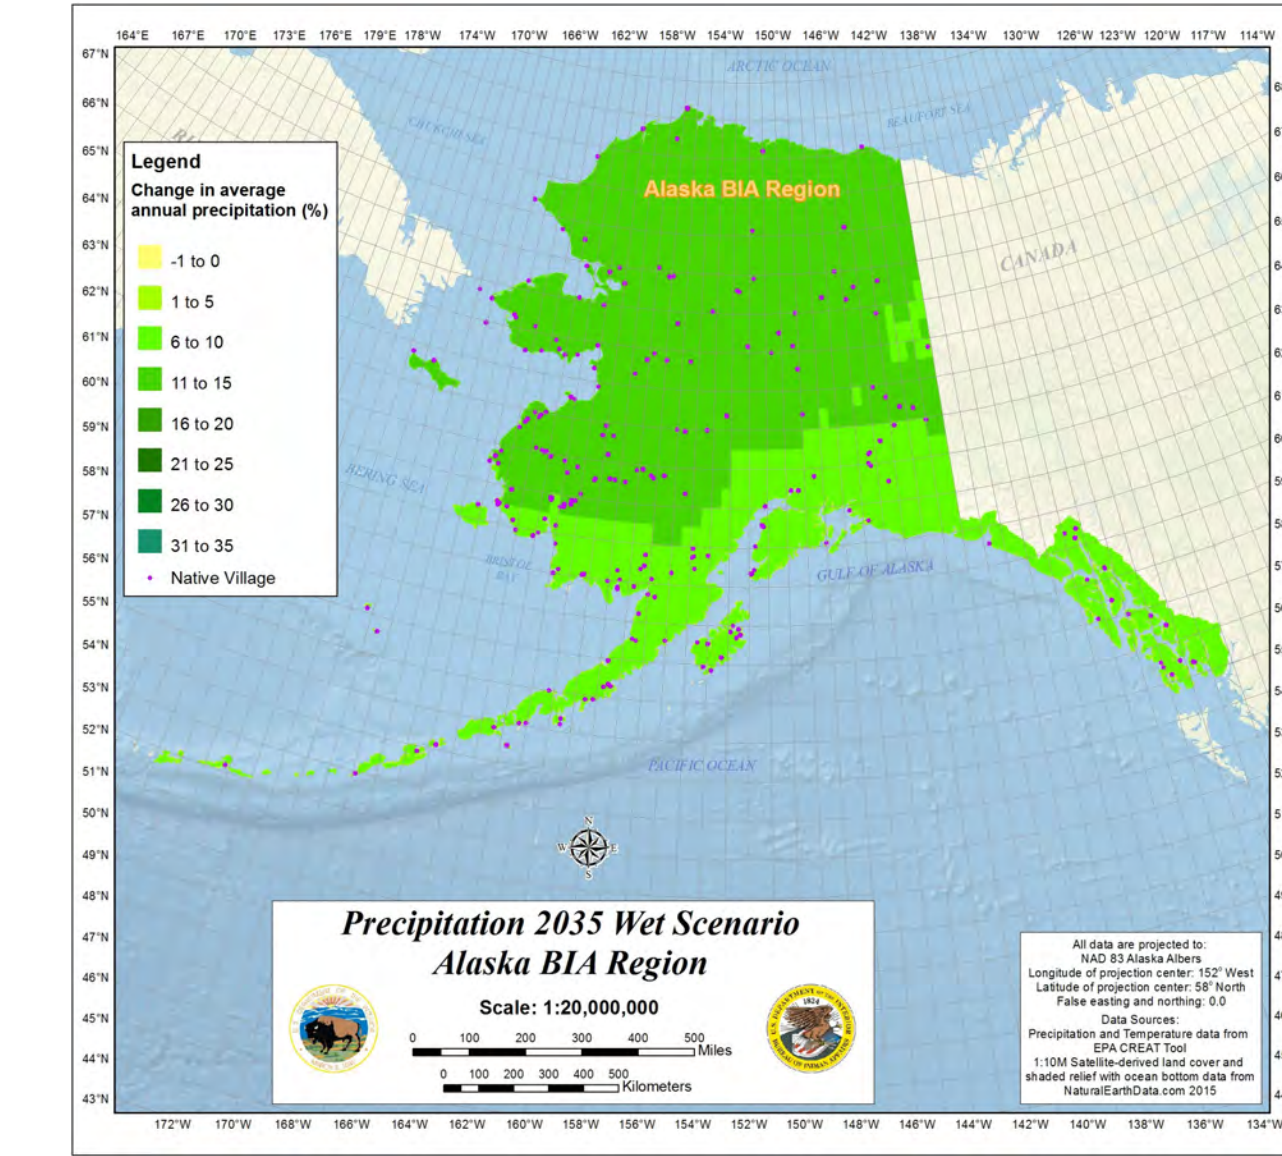 164°E 167°E 170°E 173°E 176°E 179°E 178°W 174°W 170°W 166°W 162°W 158°W 154°W 150°W 146°W 142°W 138°W 134°W 130°W 126°W 123°W 120°W 117°W 114°W
67°N
66°N
65°N
64°N
63°N
62°N
61°N
60°N
59°N
58°N
57°N
56°N
55°N
54°N
53°N
52°N
51°N
50°N
49°N
48°N
47°N
46°N
45°N
44°N
43°N
ARCTIC OCEAN
CHUKCHI SEA
BEAUFORT SEA
Alaska BIA Region
CANADA
Legend
Change in average
annual precipitation (%)
-1 to 0
1 to 5
6 to 10
11 to 15
16 to 20
21 to 25
26 to 30
31 to 35
Native Village
BERING SEA
BRISTOL
BAY
GULF OF ALASKA
PACIFIC OCEAN
N
W E
S
Precipitation 2035 Wet Scenario
Alaska BIA Region
Scale: 1:20,000,000
0 100 200 300 400 500
Miles
0 100 200 300 400 500
Kilometers
U.S. DEPARTMENT OF THE INTERIOR
1824
BUREAU OF INDIAN AFFAIRS
All data are projected to:
NAD 83 Alaska Albers
Longitude of projection center: 152° West
Latitude of projection center: 58° North
False easting and northing: 0.0
Data Sources:
Precipitation and Temperature data from
EPA CREAT Tool
1:10M Satellite-derived land cover and
shaded relief with ocean bottom data from
NaturalEarthData.com 2015
172°W 170°W 168°W 166°W 164°W 162°W 160°W 158°W 156°W 154°W 152°W 150°W 148°W 146°W 144°W 142°W 140°W 138°W 136°W 134°W